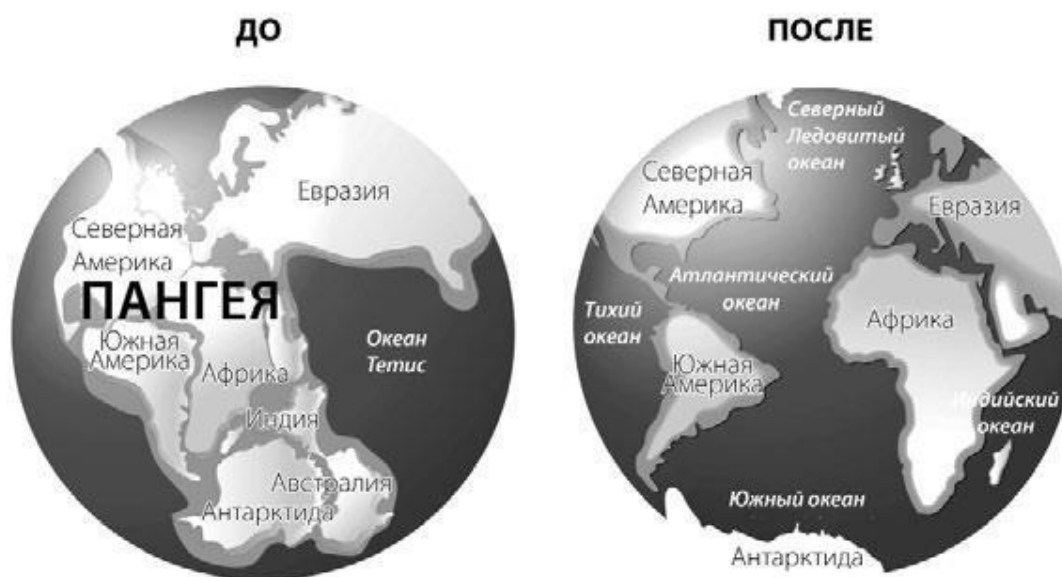 ДО
Евразия
Северная
Америка
ПАНГЕЯ
Южная
Америка
Африка
Океан
Тетис
Индия
Австралия
Антарктида
ПОСЛЕ
Северный
Ледовитый
океан
Северная
Америка
Евразия
Атлантический
океан
Тихий
океан
Африка
Южная
Америка
Индийский
океан
Южный океан
Антарктида